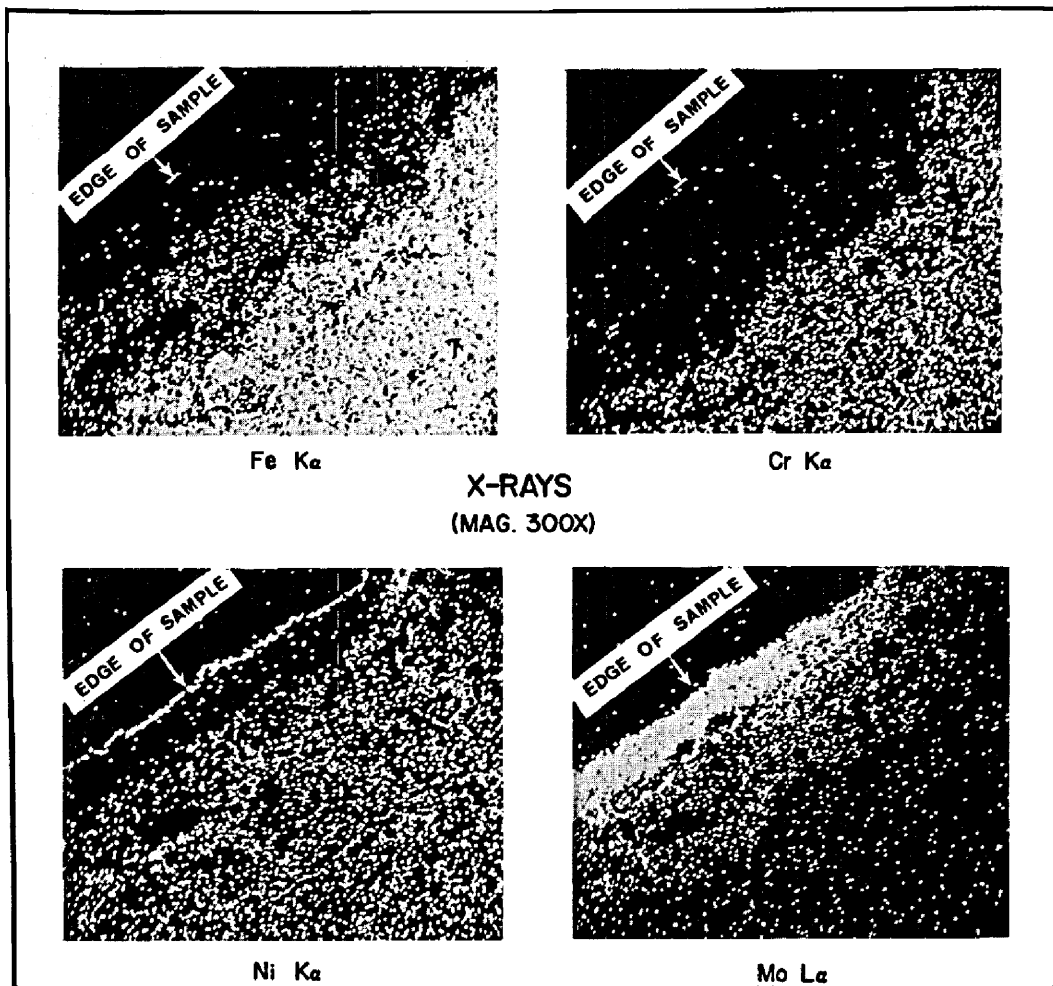 EDGE OF SAMPLE
EDGE OF SAMPLE
Fe Kα
Cr Kα
X-RAYS
(MAG. 300X)
EDGE OF SAMPLE
EDGE OF SAMPLE
Ni Kα
Mo Lα